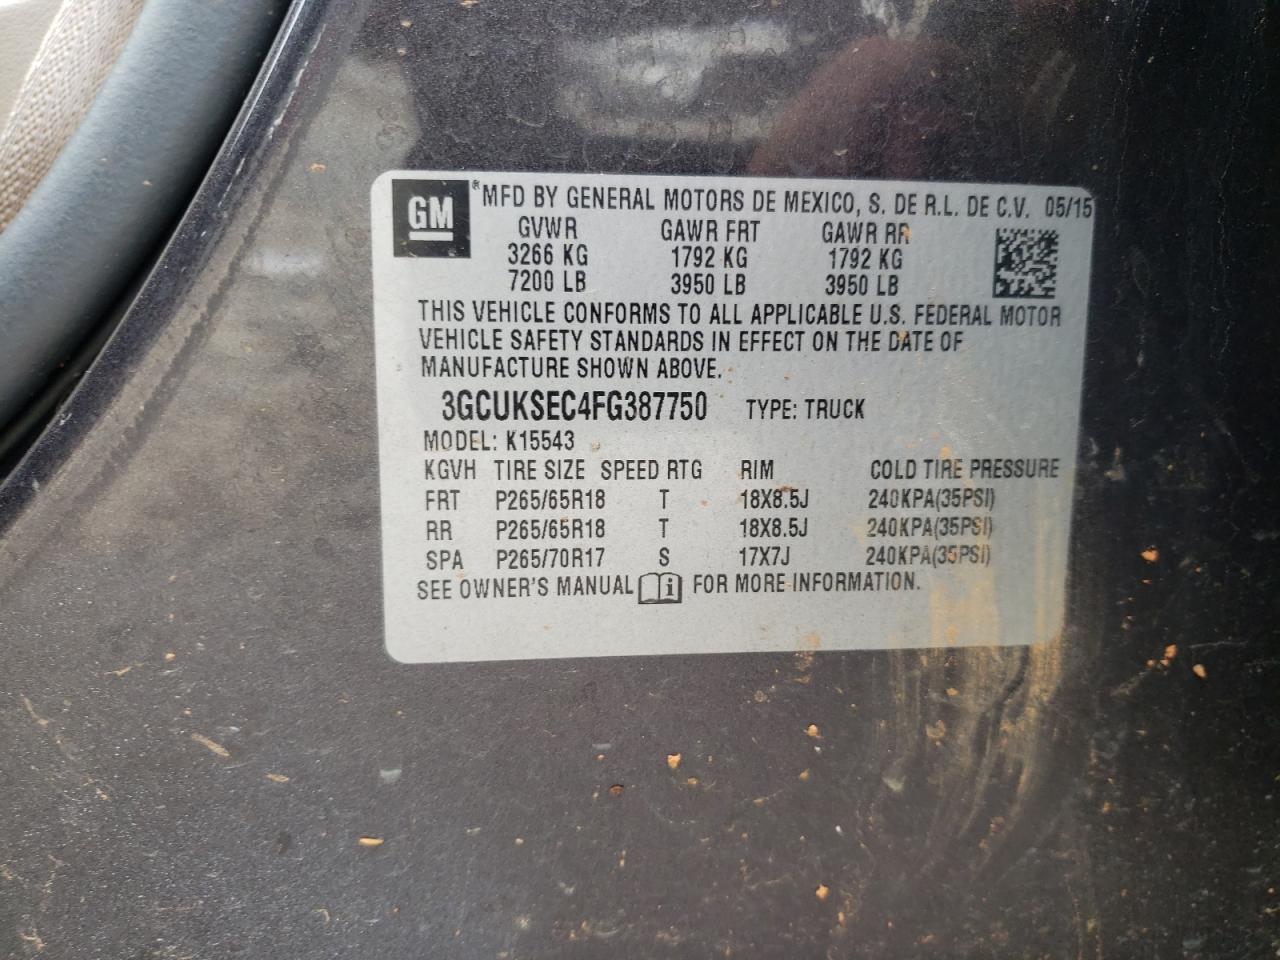 GM ®MFD BY GENERAL MOTORS DE MEXICO, S. DE R.L. DE C.V. 05/15
GVWR GAWR FRT GAWR RR
3266 KG 1792 KG 1792 KG
7200 LB 3950 LB 3950 LB
THIS VEHICLE CONFORMS TO ALL APPLICABLE U.S. FEDERAL MOTOR
VEHICLE SAFETY STANDARDS IN EFFECT ON THE DATE OF
MANUFACTURE SHOWN ABOVE.
3GCUKSEC4FG387750 TYPE: TRUCK
MODEL: K15543
KGVH TIRE SIZE SPEED RTG RIM COLD TIRE PRESSURE
FRT P265/65R18 T 18X8.5J 240KPA(35PSI)
RR P265/65R18 T 18X8.5J 240KPA(35PSI)
SPA P265/70R17 S 17X7J 240KPA(35PSI)
SEE OWNER'S MANUAL i FOR MORE INFORMATION.